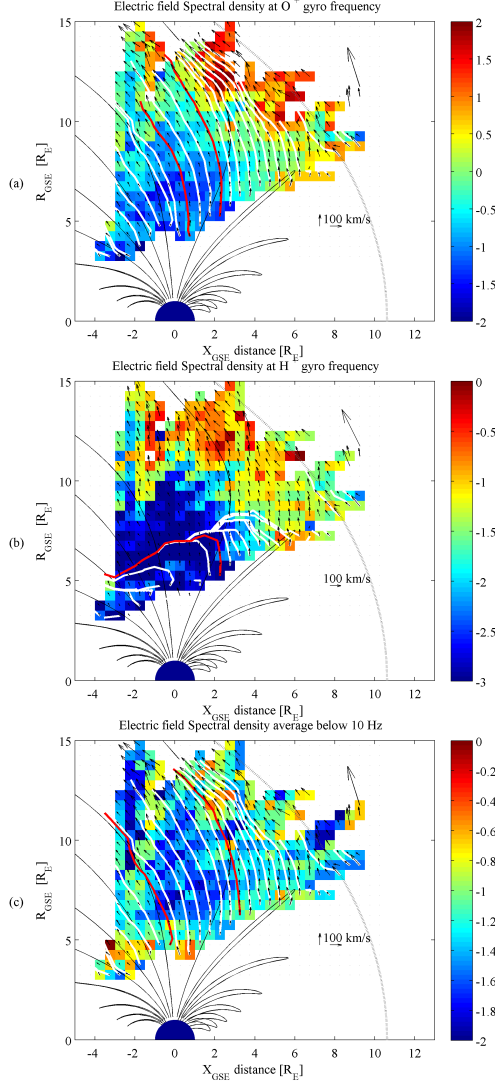 Electric field Spectral density at O + gyro frequency
15
10
5
0
R_GSE [R_E]
(a)
100 km/s
-4 -2 0 2 4 6 8 10 12
X_GSE distance [R_E]
2
1.5
1
0.5
0
-0.5
-1
-1.5
-2
Electric field Spectral density at H + gyro frequency
15
10
5
0
R_GSE [R_E]
(b)
100 km/s
-4 -2 0 2 4 6 8 10 12
X_GSE distance [R_E]
0
-0.5
-1
-1.5
-2
-2.5
-3
Electric field Spectral density average below 10 Hz
15
10
5
0
R_GSE [R_E]
(c)
100 km/s
-4 -2 0 2 4 6 8 10 12
X_GSE distance [R_E]
0
-0.2
-0.4
-0.6
-0.8
-1
-1.2
-1.4
-1.6
-1.8
-2